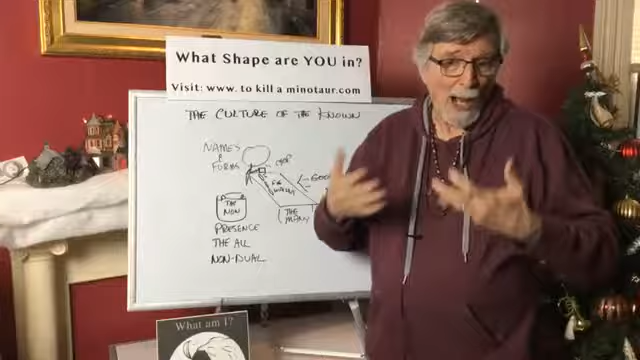 What Shape are YOU in?
Visit: www. to kill a minotaur.com
THE CULTURE OF THE KNOWN
NAMES
&
FORMS
THE
NOW
(THE
MANY
PRESENCE
THE ALL
NON-DUAL
What am I?